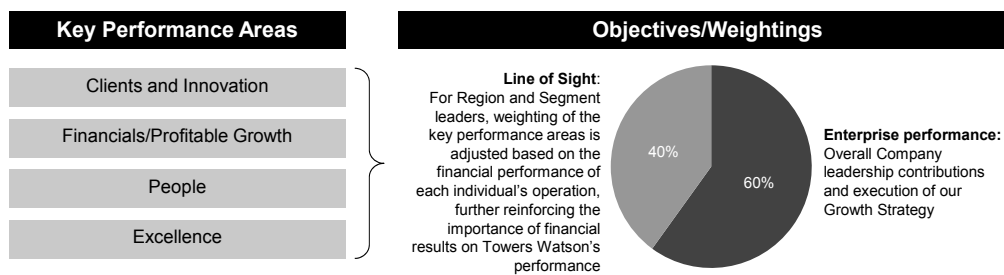 Key Performance Areas
Clients and Innovation
Financials/Profitable Growth
People
Excellence
Objectives/Weightings
Line of Sight:
For Region and Segment
leaders, weighting of the
key performance areas is
adjusted based on the
financial performance of
each individual's operation,
further reinforcing the
importance of financial
results on Towers Watson's
performance
40%
60%
Enterprise performance:
Overall Company
leadership contributions
and execution of our
Growth Strategy